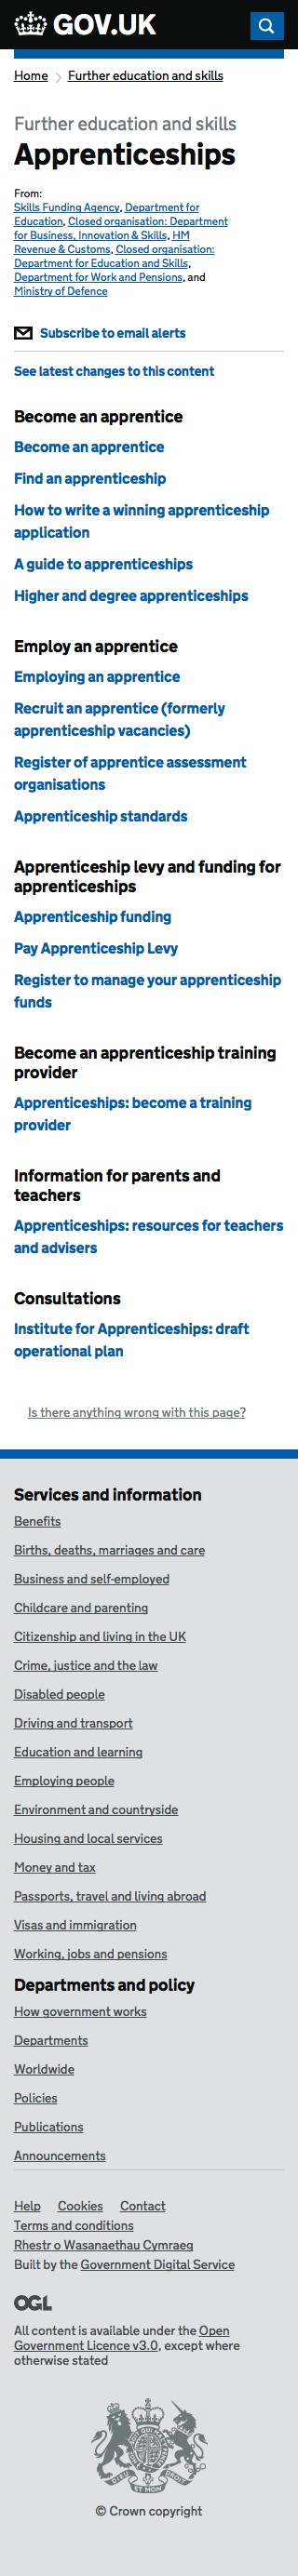 GOV.UK
Home > Further education and skills
Further education and skills
Apprenticeships
From:
Skills Funding Agency, Department for
Education, Closed organisation: Department
for Business, Innovation & Skills, HM
Revenue & Customs, Closed organisation:
Department for Education and Skills,
Department for Work and Pensions, and
Ministry of Defence
Subscribe to email alerts
See latest changes to this content
Become an apprentice
Become an apprentice
Find an apprenticeship
How to write a winning apprenticeship
application
A guide to apprenticeships
Higher and degree apprenticeships
Employ an apprentice
Employing an apprentice
Recruit an apprentice (formerly
apprenticeship vacancies)
Register of apprentice assessment
organisations
Apprenticeship standards
Apprenticeship levy and funding for
apprenticeships
Apprenticeship funding
Pay Apprenticeship Levy
Register to manage your apprenticeship
funds
Become an apprenticeship training
provider
Apprenticeships: become a training
provider
Information for parents and
teachers
Apprenticeships: resources for teachers
and advisers
Consultations
Institute for Apprenticeships: draft
operational plan
Is there anything wrong with this page?
Services and information
Benefits
Births, deaths, marriages and care
Business and self-employed
Childcare and parenting
Citizenship and living in the UK
Crime, justice and the law
Disabled people
Driving and transport
Education and learning
Employing people
Environment and countryside
Housing and local services
Money and tax
Passports, travel and living abroad
Visas and immigration
Working, jobs and pensions
Departments and policy
How government works
Departments
Worldwide
Policies
Publications
Announcements
Help Cookies Contact
Terms and conditions
Rhestr o Wasanaethau Cymraeg
Built by the Government Digital Service
OGL
All content is available under the Open
Government Licence v3.0, except where
otherwise stated
DIEU ET MON DROIT
© Crown copyright